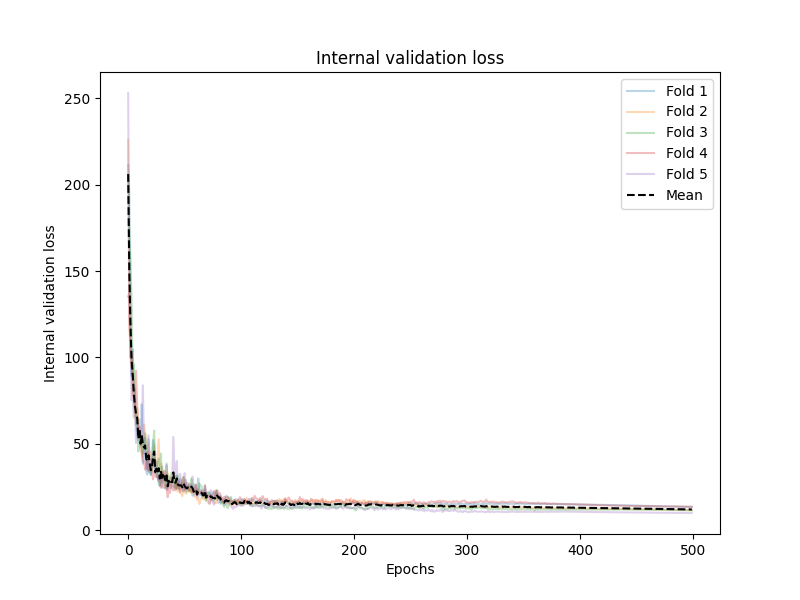 Internal validation loss
Fold 1
Fold 2
Fold 3
Fold 4
Fold 5
Mean
Internal validation loss
250
200
150
100
50
0
0 100 200 300 400 500
Epochs